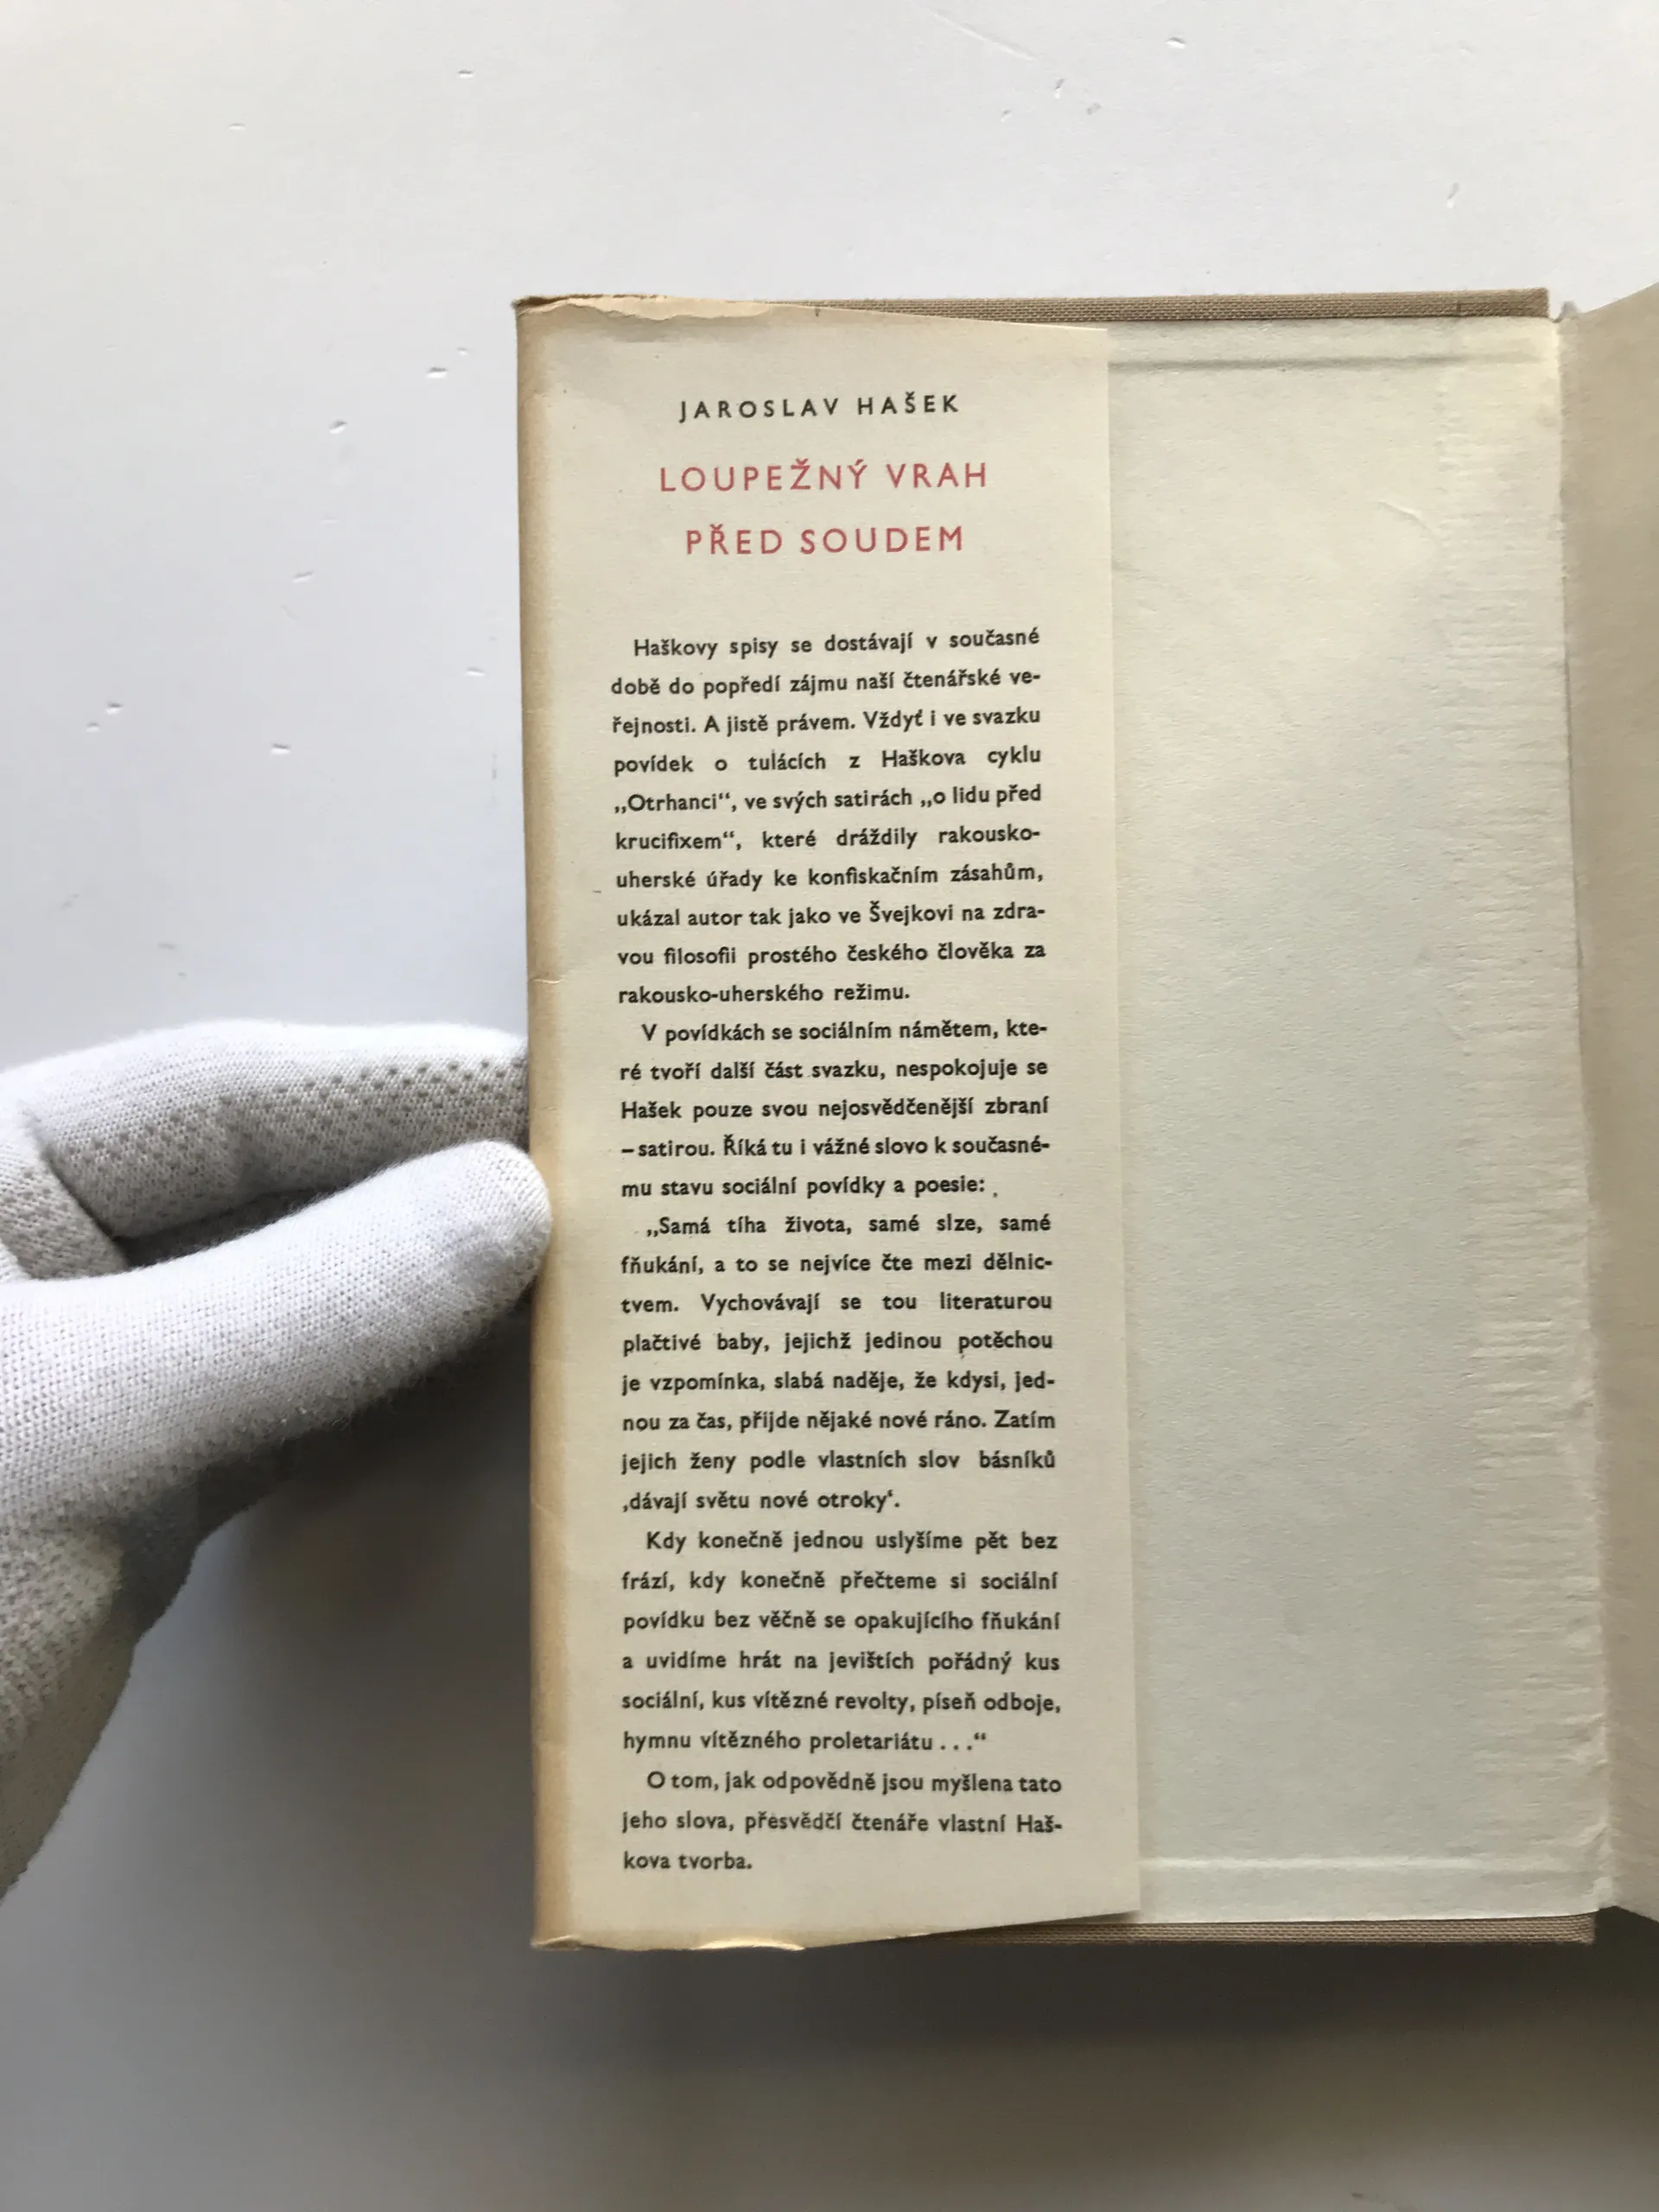 JAROSLAV HAŠEK
LOUPEŽNÝ VRAH
PŘED SOUDEM
Haškovy spisy se dostávají v současné
době do popředí zájmu naší čtenářské ve-
řejnosti. A jistě právem. Vždyť i ve svazku
povídek o tulácích z Haškova cyklu
„Otrhanci“, ve svých satirách „o lidu před
krucifixem“, které dráždily rakousko-
uherské úřady ke konfiskačním zásahům,
ukázal autor tak jako ve Švejkovi na zdra-
vou filosofii prostého českého člověka za
rakousko-uherského režimu.
V povídkách se sociálním námětem, kte-
ré tvoří další část svazku, nespokojuje se
Hašek pouze svou nejosvědčenější zbraní
– satirou. Říká tu i vážné slovo k současné-
mu stavu sociální povídky a poesie:
„Samá tíha života, samé slze, samé
fňukání, a to se nejvíce čte mezi dělnic-
tvem. Vychovávají se tou literaturou
plačtivé baby, jejichž jedinou potěchou
je vzpomínka, slabá naděje, že kdysi, jed-
nou za čas, přijde nějaké nové ráno. Zatím
jejich ženy podle vlastních slov básníků
‚dávají světu nové otroky‘.
Kdy konečně jednou uslyšíme pět bez
frází, kdy konečně přečteme si sociální
povídku bez věčně se opakujícího fňukání
a uvidíme hrát na jevištích pořádný kus
sociální, kus vítězné revolty, píseň odboje,
hymnu vítězného proletariátu . . .“
O tom, jak odpovědně jsou myšlena tato
jeho slova, přesvědčí čtenáře vlastní Haš-
kova tvorba.